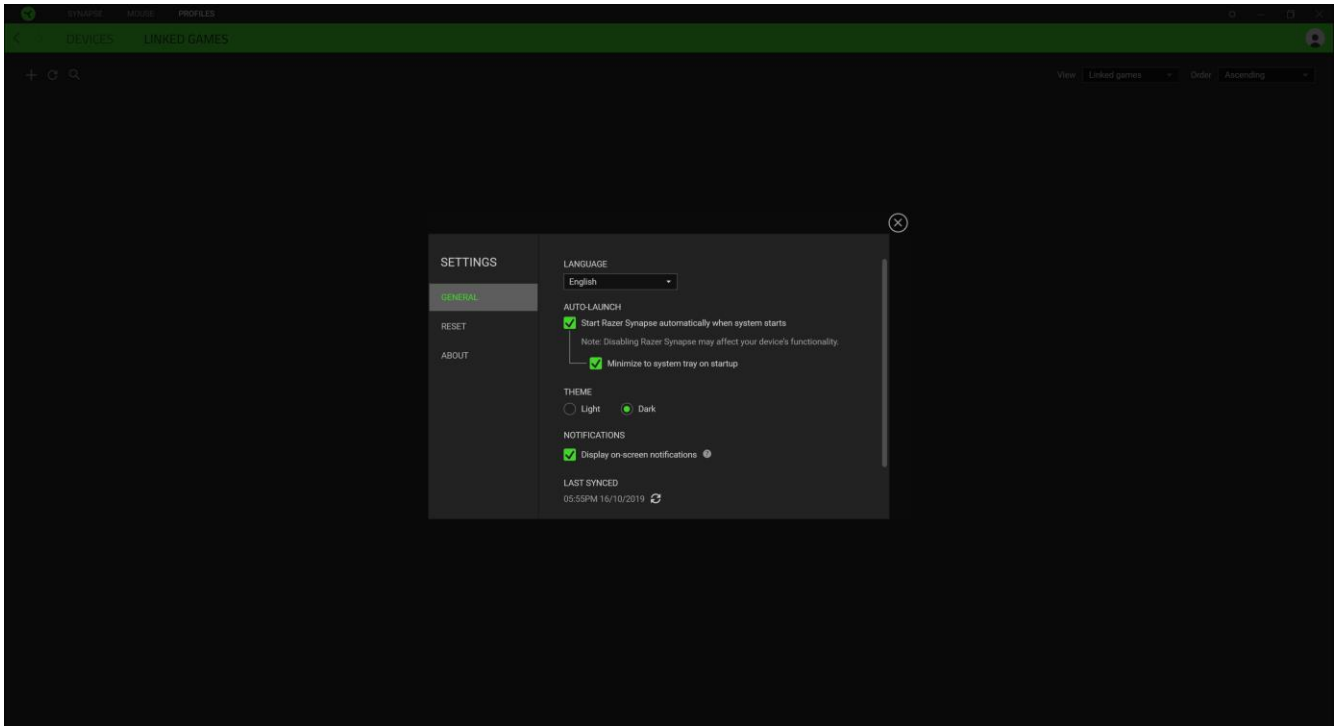 SYNAPSE MOUSE PROFILES
DEVICES LINKED GAMES
View Linked games Order Ascending
SETTINGS
GENERAL
RESET
ABOUT
LANGUAGE
English
AUTO-LAUNCH
Start Razer Synapse automatically when system starts
Note: Disabling Razer Synapse may affect your device's functionality.
Minimize to system tray on startup
THEME
Light Dark
NOTIFICATIONS
Display on-screen notifications ?
LAST SYNCED
05:55PM 16/10/2019